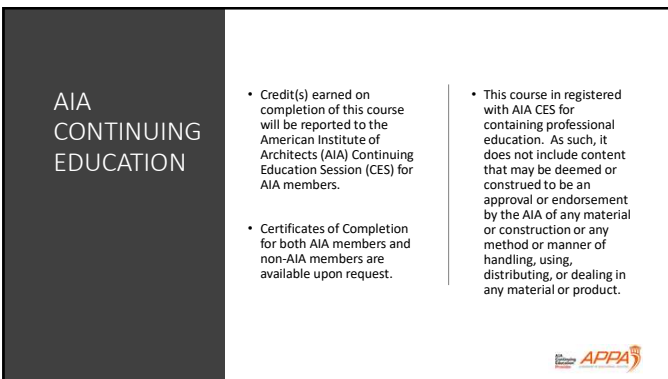 AIA
CONTINUING
EDUCATION
• Credit(s) earned on
completion of this course
will be reported to the
American Institute of
Architects (AIA) Continuing
Education Session (CES) for
AIA members.
• Certificates of Completion
for both AIA members and
non-AIA members are
available upon request.
• This course in registered
with AIA CES for
containing professional
education. As such, it
does not include content
that may be deemed or
construed to be an
approval or endorsement
by the AIA of any material
or construction or any
method or manner of
handling, using,
distributing, or dealing in
any material or product.
AIA
Continuing
Education
Provider
APPA